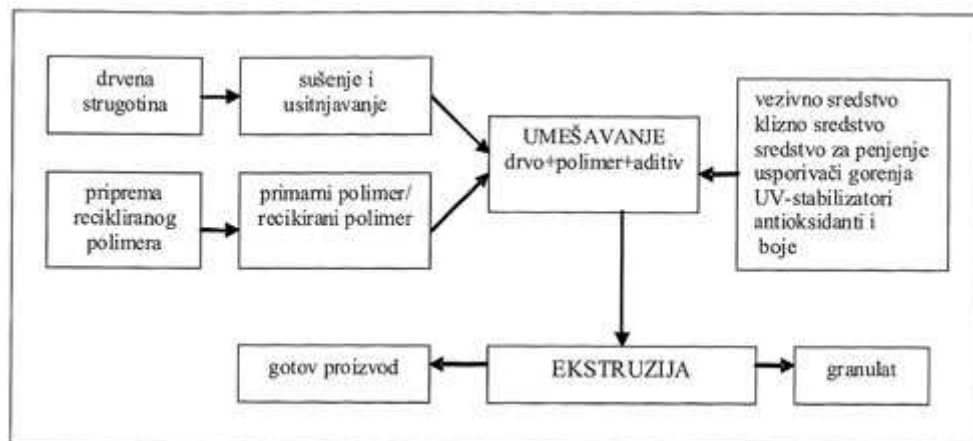 drvena
strugotina
sušenje i
usitnjavanje
UMEŠAVANJE
drvo+polimer+aditiv
vezivno sredstvo
klizno sredstvo
sredstvo za penjenje
usporivači gorenja
UV-stabilizatori
antioksidanti i
boje
priprema
recikliranog
polimera
primarni polimer/
recikirani polimer
gotov proizvod
EKSTRUZIJA
granulat